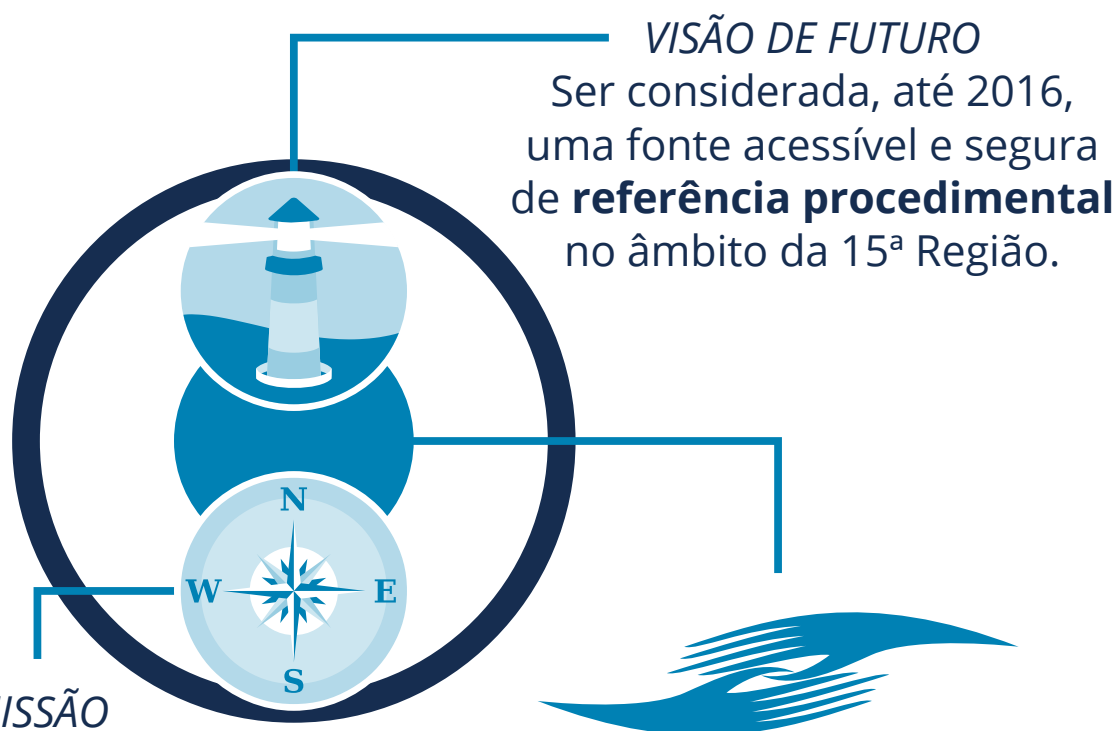 VISÃO DE FUTURO
Ser considerada, até 2016,
uma fonte acessível e segura
de referência procedimental
no âmbito da 15ª Região.
N
W E
S
ISSÃO